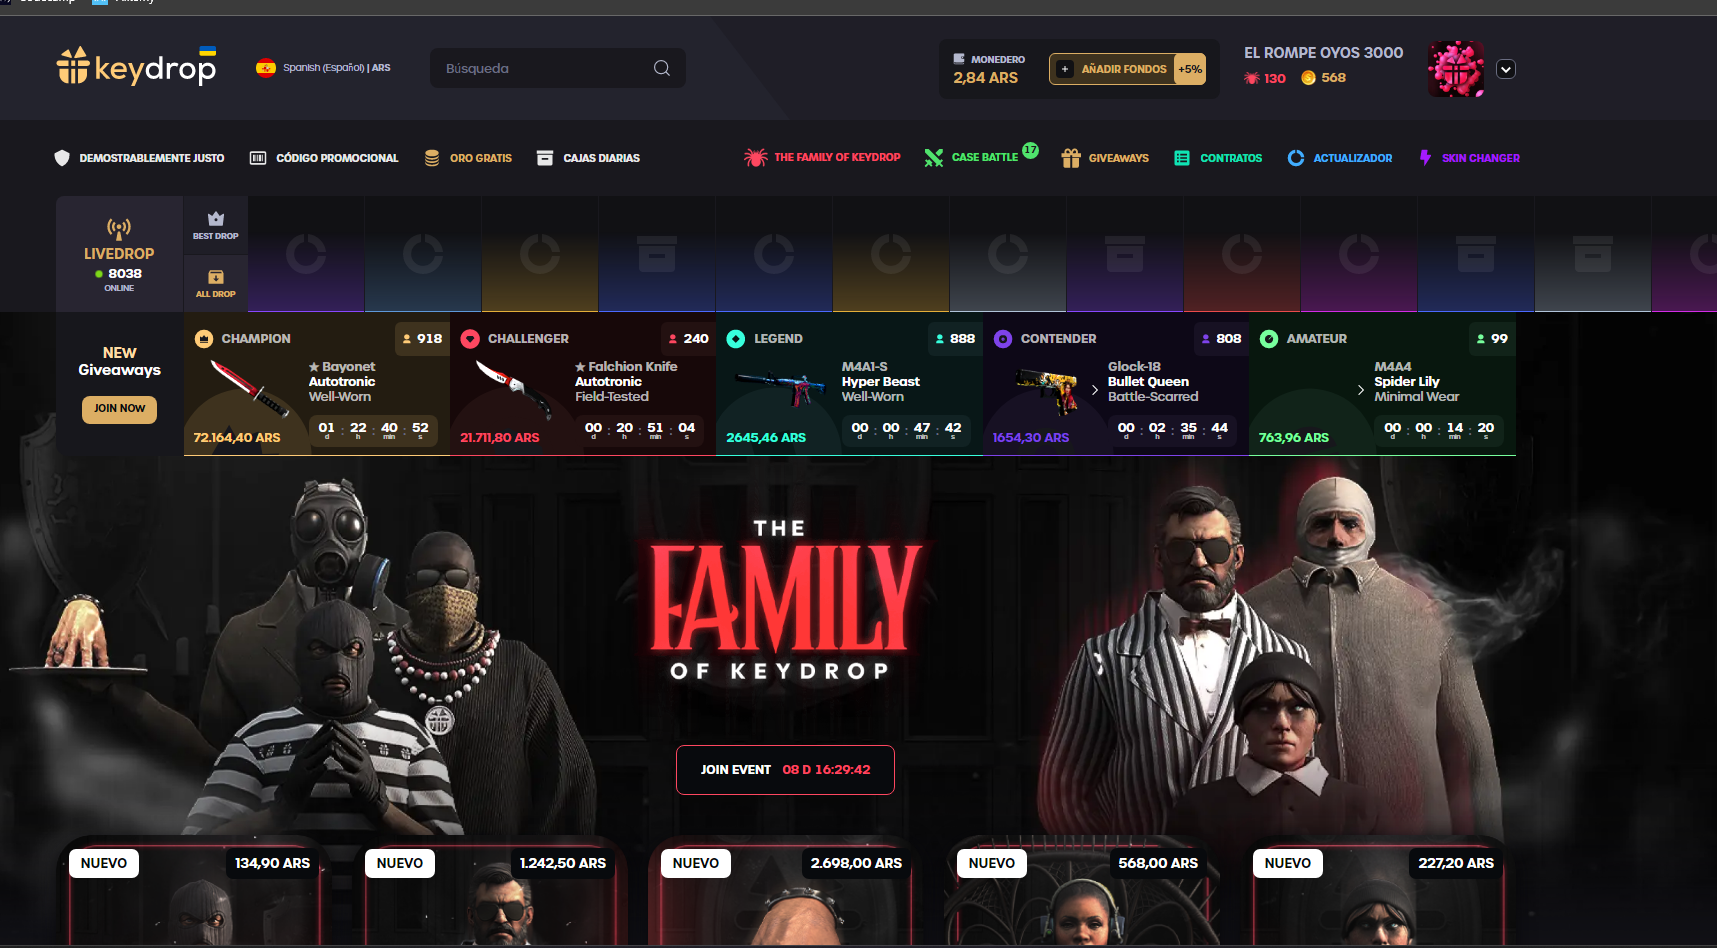 keydrop
Spanish (Español) | ARS
Búsqueda
MONEDERO
2,84 ARS
+ AÑADIR FONDOS +5%
EL ROMPE OYOS 3000
130 568
DEMOSTRABLEMENTE JUSTO
CÓDIGO PROMOCIONAL
ORO GRATIS
CAJAS DIARIAS
THE FAMILY OF KEYDROP
CASE BATTLE 17
GIVEAWAYS
CONTRATOS
ACTUALIZADOR
SKIN CHANGER
LIVEDROP
8038
ONLINE
BEST DROP
ALL DROP
NEW
Giveaways
JOIN NOW
CHAMPION 918
★ Bayonet
Autotronic
Well-Worn
72.164,40 ARS
01 : 22 : 40 : 52
d h min s
CHALLENGER 240
★ Falchion Knife
Autotronic
Field-Tested
21.711,80 ARS
00 : 20 : 51 : 04
d h min s
LEGEND 888
M4A1-S
Hyper Beast
Well-Worn
2645,46 ARS
00 : 00 : 47 : 42
d h min s
CONTENDER 808
Glock-18
Bullet Queen
Battle-Scarred
1654,30 ARS
00 : 02 : 35 : 44
d h min s
AMATEUR 99
M4A4
Spider Lily
Minimal Wear
763,96 ARS
00 : 00 : 14 : 20
d h min s
THE
FAMILY
OF KEYDROP
JOIN EVENT 08 D 16:29:42
NUEVO 134,90 ARS
NUEVO 1.242,50 ARS
NUEVO 2.698,00 ARS
NUEVO 568,00 ARS
NUEVO 227,20 ARS